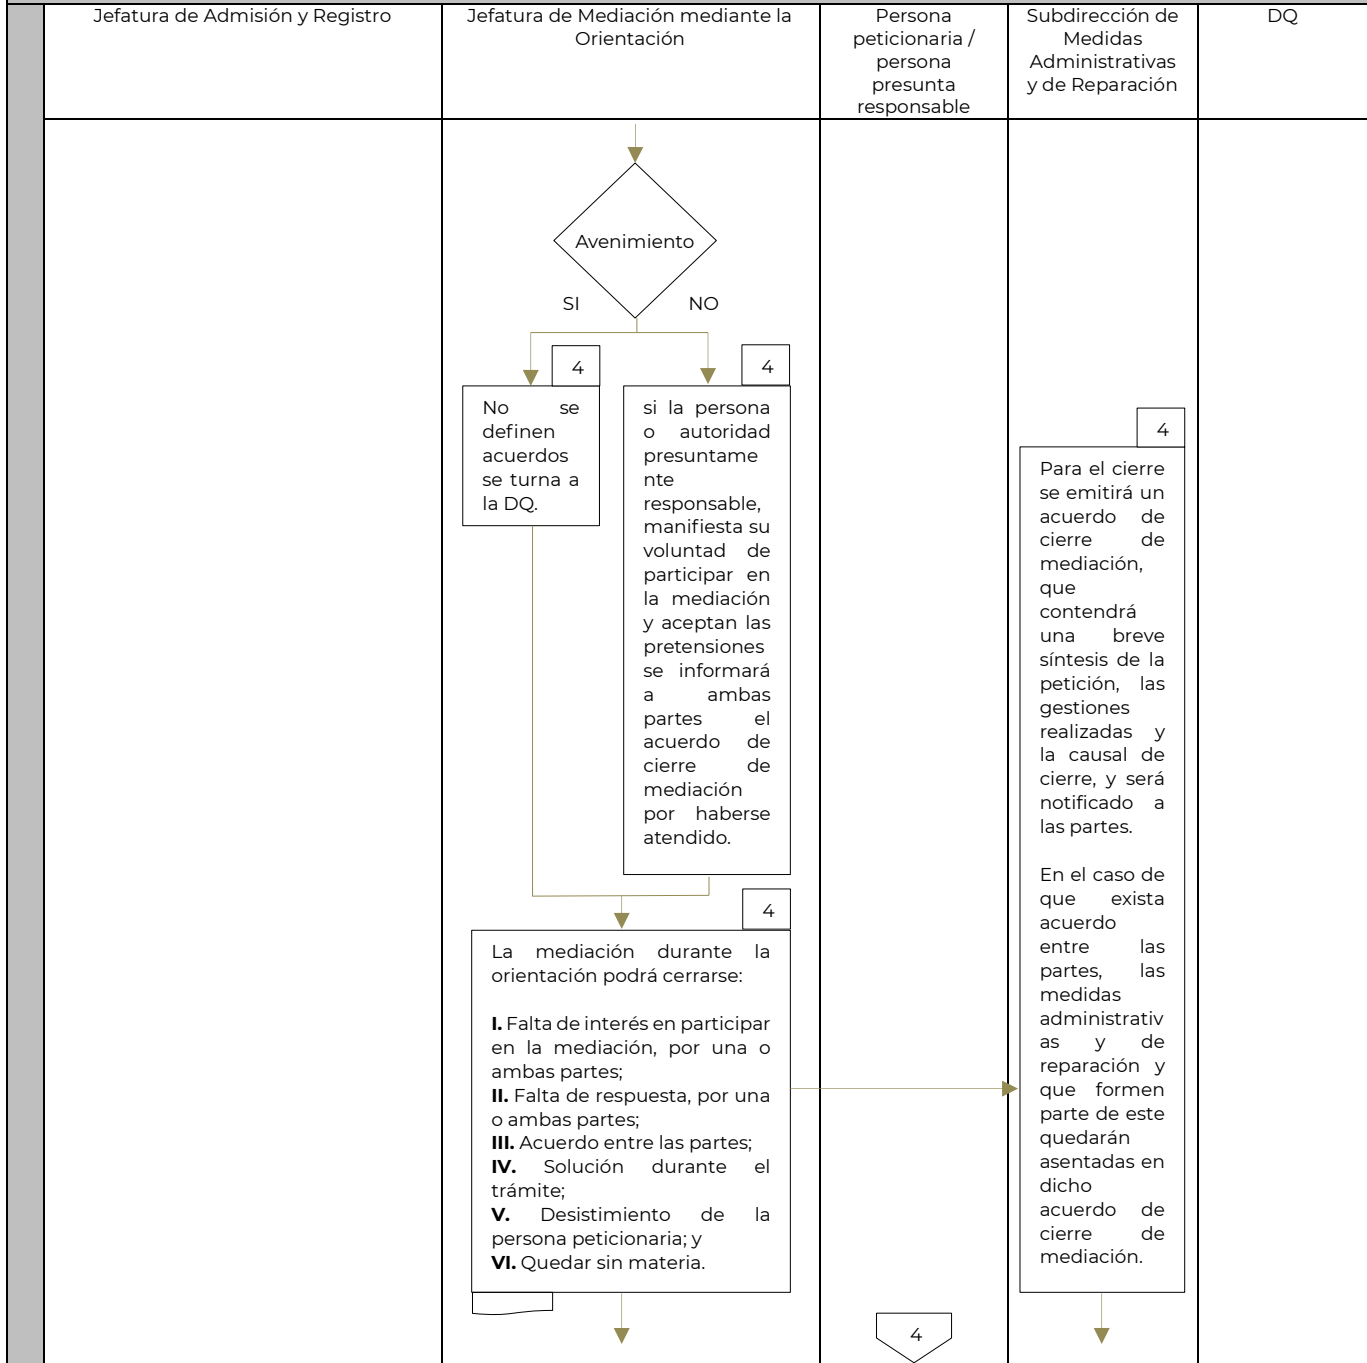 Jefatura de Admisión y Registro
Jefatura de Mediación mediante la
Orientación
Persona
peticionaria /
persona
presunta
responsable
Subdirección de
Medidas
Administrativas
y de Reparación
DQ
Avenimiento
SI
NO
4
No se
definen
acuerdos
se turna a
la DQ.
4
si la persona
o autoridad
presuntame
nte
responsable,
manifiesta su
voluntad de
participar en
la mediación
y aceptan las
pretensiones
se informará
a ambas
partes el
acuerdo de
cierre de
mediación
por haberse
atendido.
4
La mediación durante la
orientación podrá cerrarse:
I. Falta de interés en participar
en la mediación, por una o
ambas partes;
II. Falta de respuesta, por una
o ambas partes;
III. Acuerdo entre las partes;
IV. Solución durante el
trámite;
V. Desistimiento de la
persona peticionaria; y
VI. Quedar sin materia.
4
Para el cierre
se emitirá un
acuerdo de
cierre de
mediación,
que
contendrá
una breve
síntesis de la
petición, las
gestiones
realizadas y
la causal de
cierre, y será
notificado a
las partes.
En el caso de
que exista
acuerdo
entre las
partes, las
medidas
administrativ
as y de
reparación y
que formen
parte de este
quedarán
asentadas en
dicho
acuerdo de
cierre de
mediación.
4